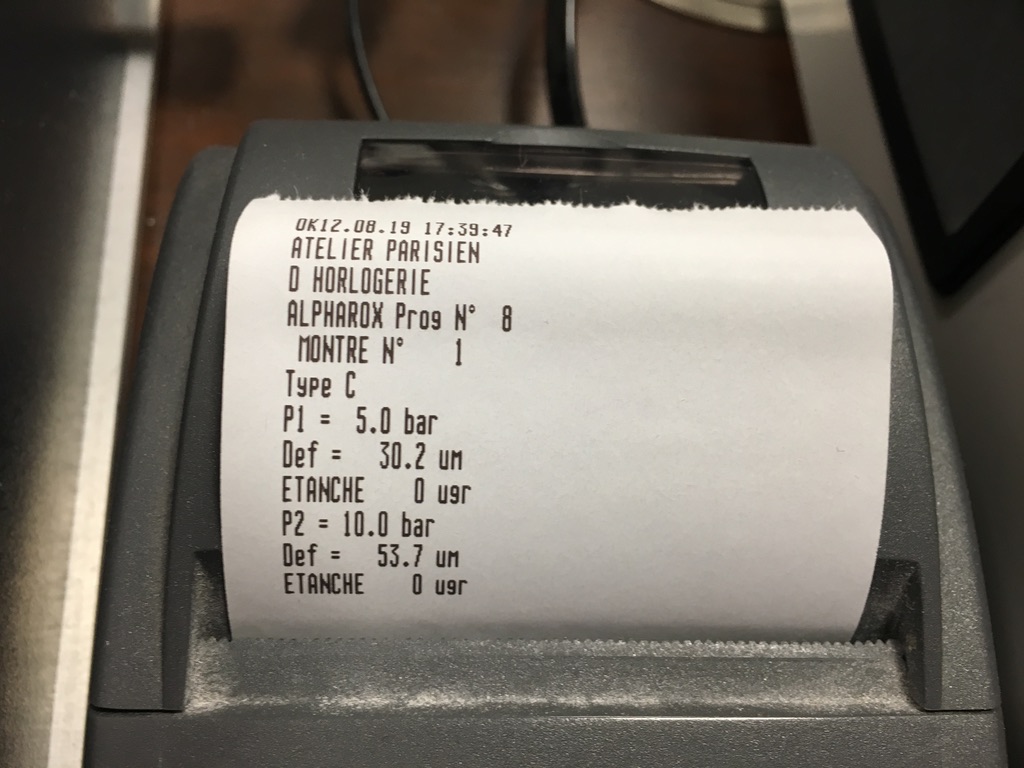 OK12.08.19 17:39:47
ATELIER PARISIEN
D HORLOGERIE
ALPHAROX Prog N° 8
MONTRE N° 1
Type C
P1 = 5.0 bar
Def = 30.2 um
ETANCHE 0 ugr
P2 = 10.0 bar
Def = 53.7 um
ETANCHE 0 ugr